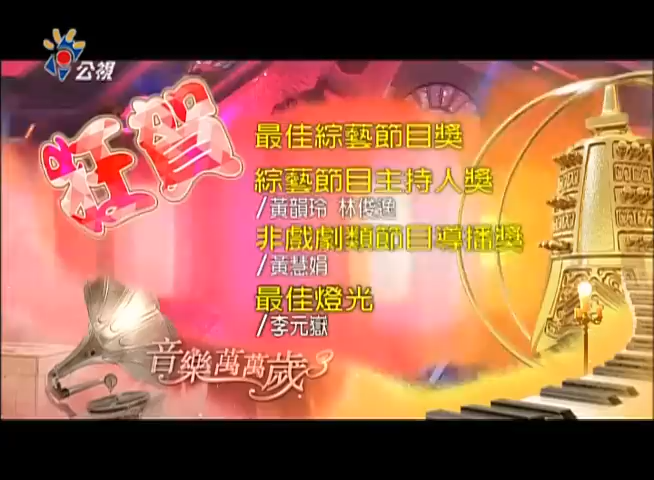 公視
狂賀
最佳綜藝節目獎
綜藝節目主持人獎
/黃韻玲 林俊逸
非戲劇類節目導播獎
/黃慧娟
最佳燈光
/李元嶽
音樂萬萬歲3